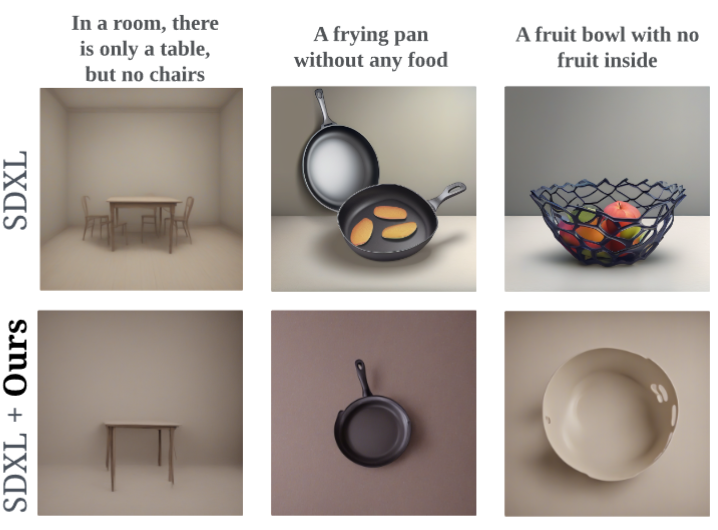 In a room, there
is only a table,
but no chairs
A frying pan
without any food
A fruit bowl with no
fruit inside
SDXL
SDXL + Ours